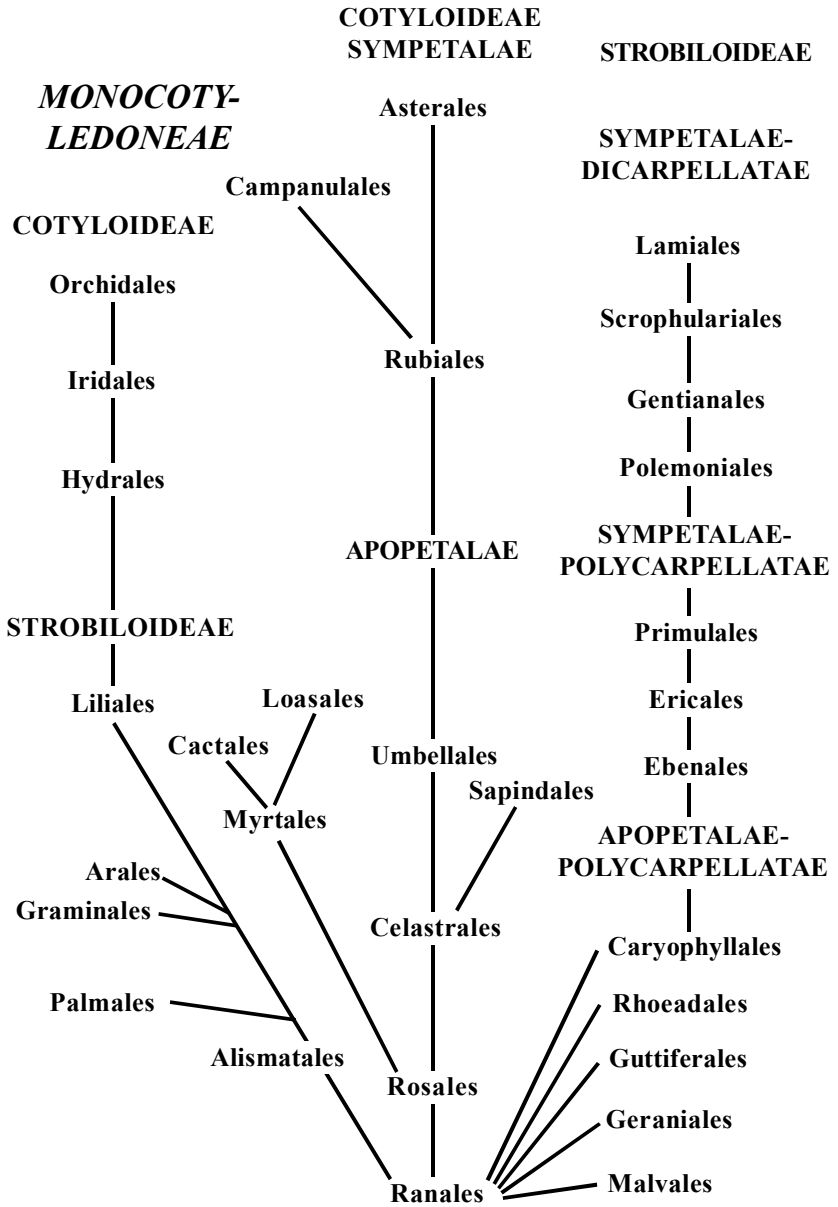 COTYLOIDEAE
SYMPETALAE
STROBILOIDEAE
MONOCOTY-
LEDONEAE
Asterales
SYMPETALAE-
DICARPELLATAE
Campanulales
COTYLOIDEAE
Lamiales
Orchidales
Scrophulariales
Rubiales
Iridales
Gentianales
Polemoniales
Hydrales
SYMPETALAE-
POLYCARPELLATAE
APOPETALAE
STROBILOIDEAE
Primulales
Liliales
Loasales
Ericales
Cactales
Umbellales
Ebenales
Sapindales
Myrtales
APOPETALAE-
POLYCARPELLATAE
Arales
Graminales
Celastrales
Caryophyllales
Palmales
Rhoeadales
Alismatales
Guttiferales
Rosales
Geraniales
Ranales
Malvales